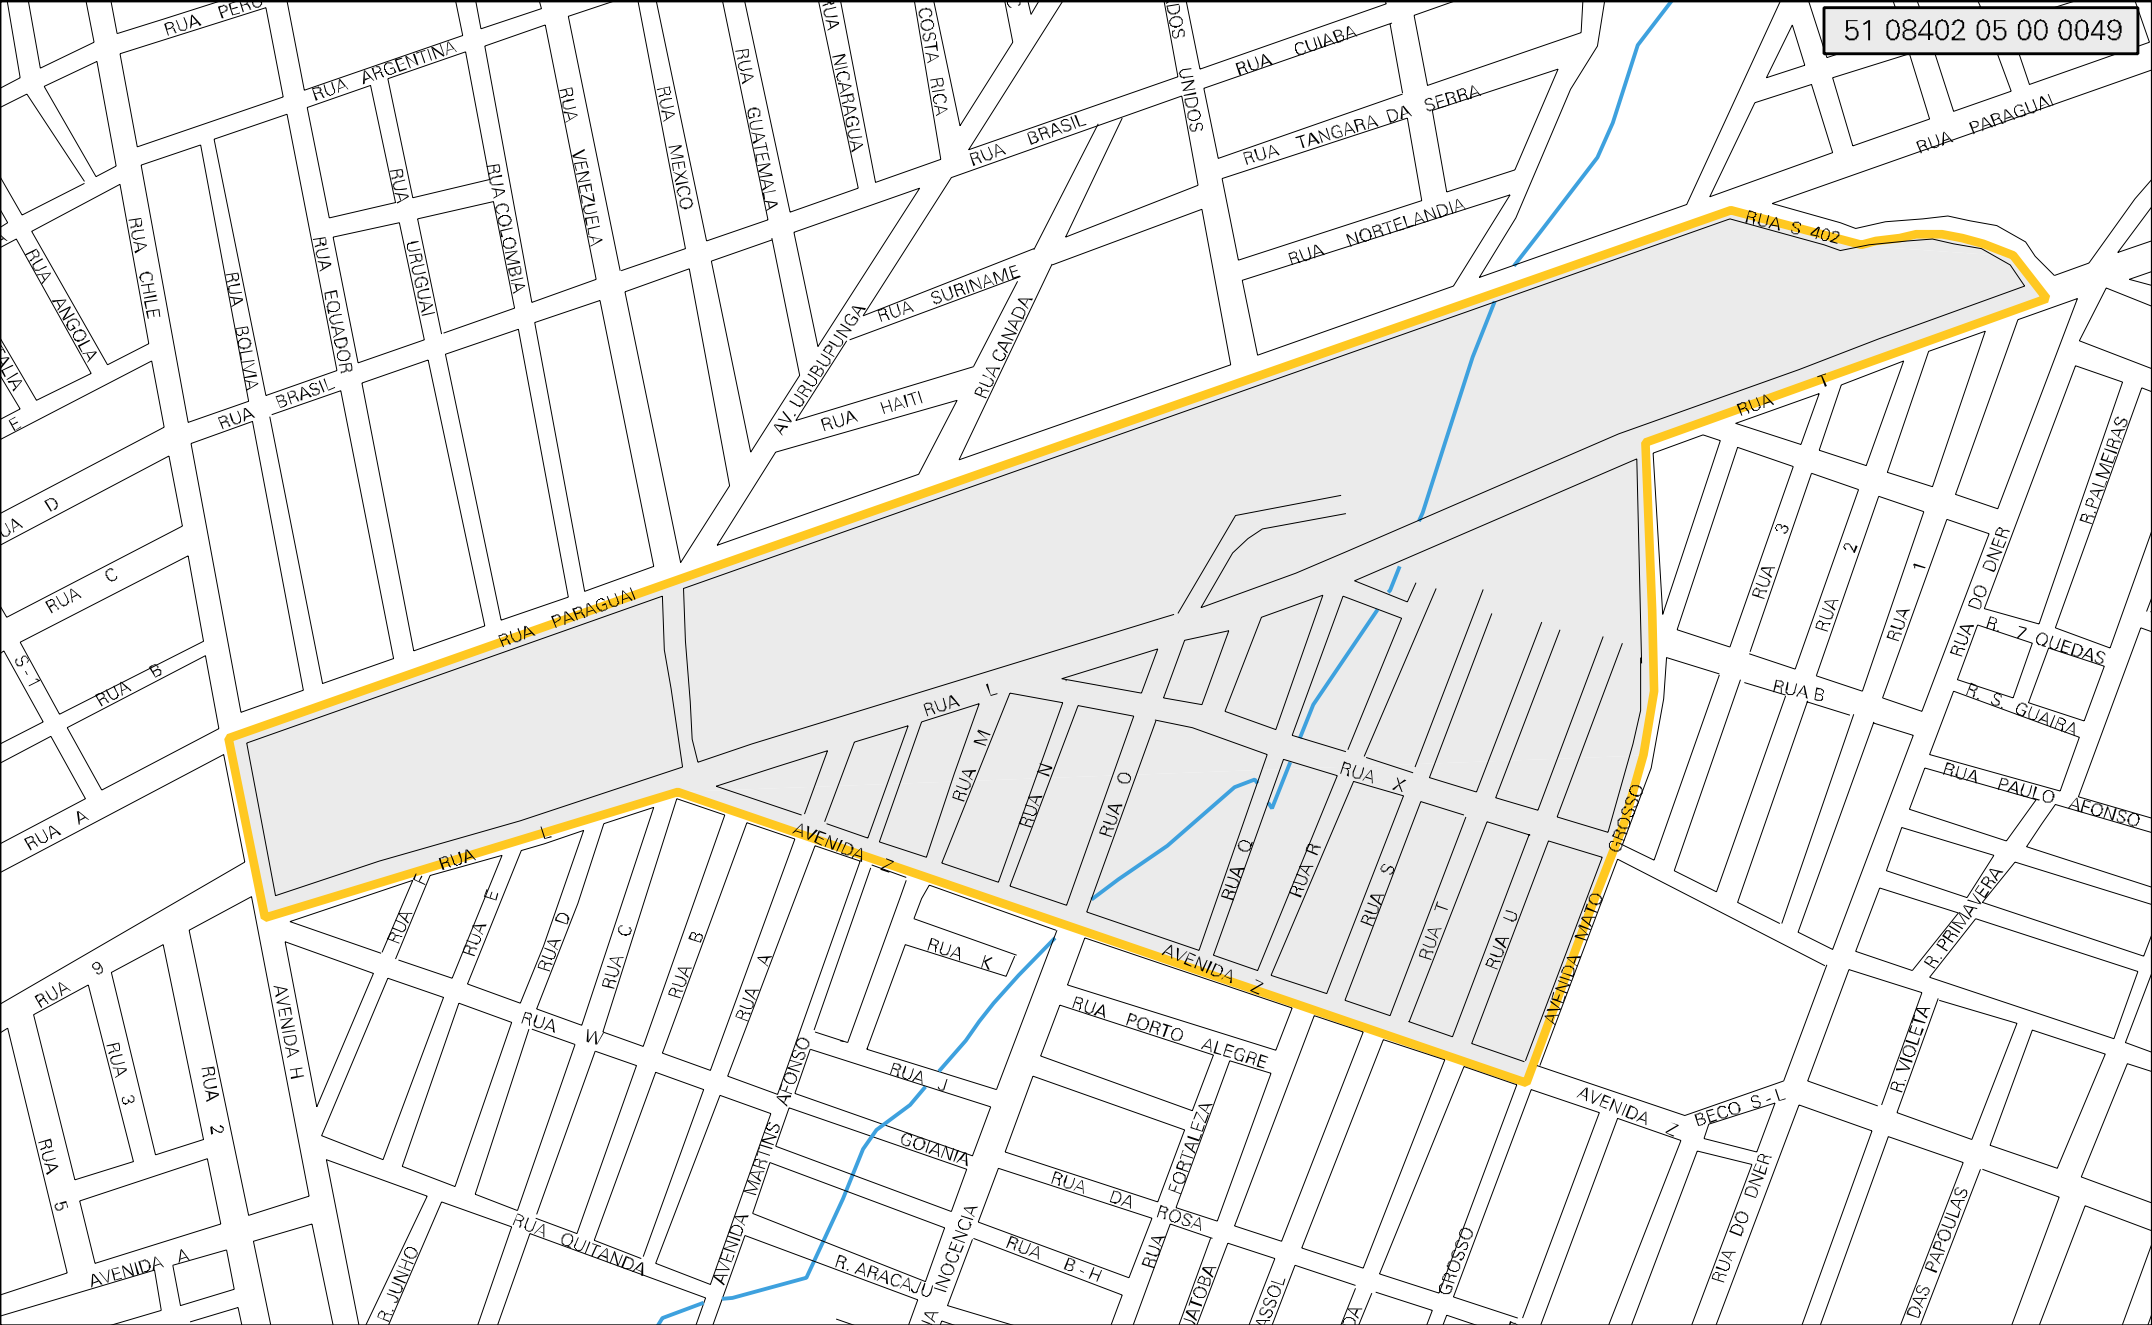 51 08402 05 00 0049
RUA PERU
RUA ARGENTINA
RUA CUIABA
RUA BRASIL
RUA TANGARA DA SERRA
RUA PARAGUAI
RUA NICARAGUA
COSTA RICA
UNIDOS
RUA GUATEMALA
RUA MEXICO
RUA VENEZUELA
RUA COLOMBIA
RUA
URUGUAI
RUA CHILE
RUA BOLIVIA
RUA EQUADOR
RUA ANGOLA
RUA NORTELANDIA
RUA S 402
RUA SURINAME
AV. URUBUPUNGA
RUA CANADA
RUA HAITI
RUA BRASIL
RUA T
R. PALMEIRAS
D
RUA C
RUA B
S-1
RUA A
RUA PARAGUAI
RUA 3
RUA 2
RUA 1
RUA DO DNER
R. 7 QUEDAS
R. S. GUAIRA
RUA B
RUA PAULO AFONSO
R. PRIMAVERA
RUA L
RUA M
RUA N
RUA O
RUA X
RUA Q
RUA R
RUA S
RUA T
RUA U
AVENIDA MATO GROSSO
RUA L
AVENIDA Z
AVENIDA Z
RUA F
RUA E
RUA D
RUA C
RUA B
RUA A
RUA K
RUA 9
AVENIDA H
RUA 3
RUA 2
RUA 5
RUA W
RUA PORTO ALEGRE
RUA J
GOIANIA
AVENIDA MARTINS AFONSO
FORTALEZA
RUA
AVENIDA Z
BECO S-L
R. VIOLETA
RUA DA ROSA
RUA B-H
RUA QUITANDA
R. ARACAJU
INOCENCIA
AVENIDA A
R. JUNHO
GROSSO
RUA DO DNER
DAS PAPOULAS